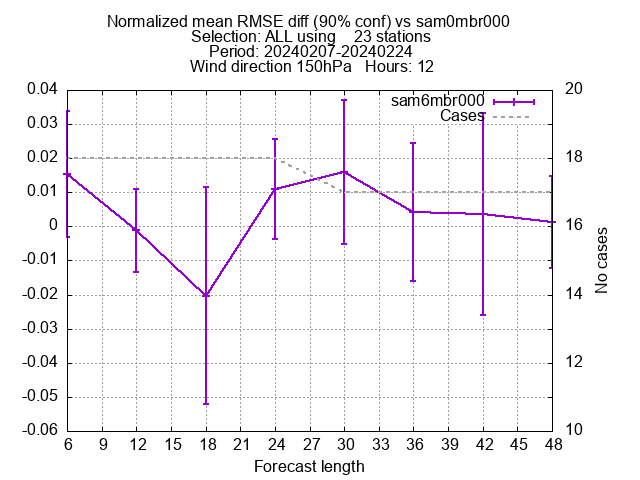 Normalized mean RMSE diff (90% conf) vs sam0mbr000
Selection: ALL using    23 stations
Period: 20240207-20240224
Wind direction 150hPa   Hours: 12
sam6mbr000
Cases
0.04
0.03
0.02
0.01
0
-0.01
-0.02
-0.03
-0.04
-0.05
-0.06
20
18
16
14
12
10
No cases
6 9 12 15 18 21 24 27 30 33 36 39 42 45 48
Forecast length